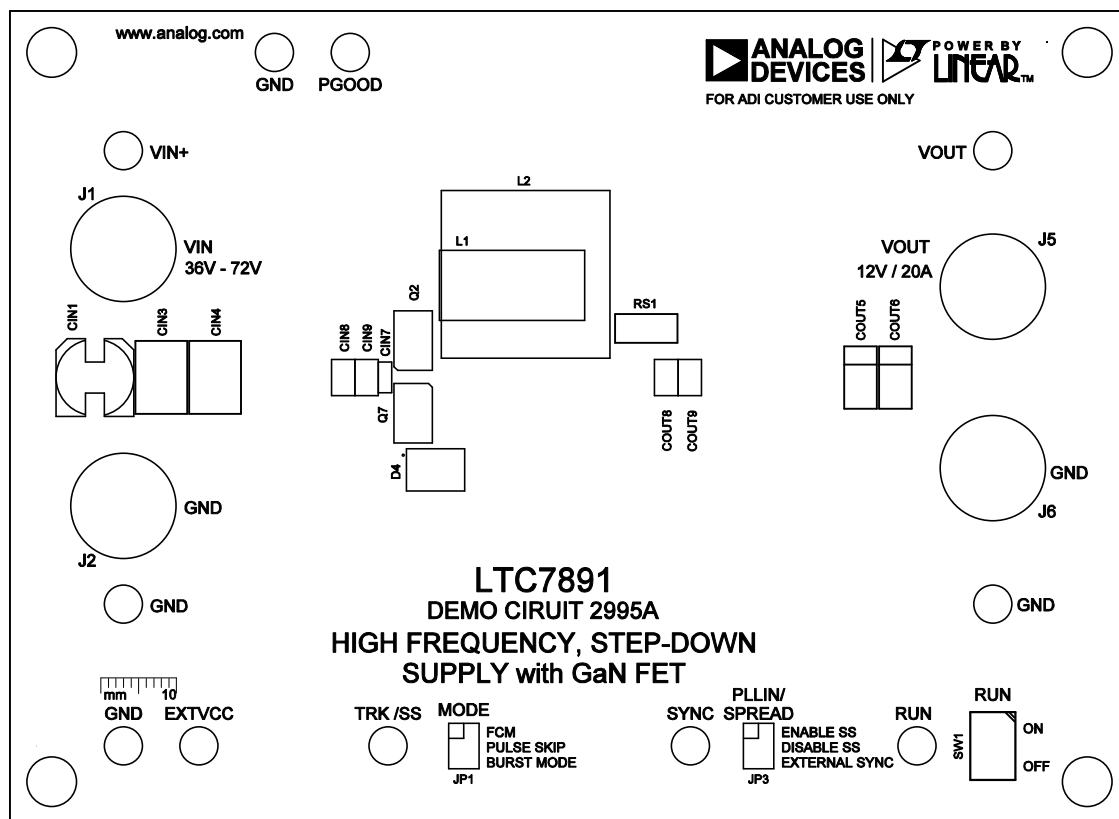 www.analog.com
GND
PGOOD
ANALOG
DEVICES
POWER BY
LINEAR
TM
FOR ADI CUSTOMER USE ONLY
VIN+
VOUT
J1
VIN
36V - 72V
L2
L1
VOUT
12V / 20A
J5
CIN1
CIN3
CIN4
Q2
RS1
COUT5
COUT6
CIN8
CIN9
CIN7
Q7
COUT8
COUT9
D4
GND
J2
GND
J6
GND
GND
LTC7891
DEMO CIRUIT 2995A
HIGH FREQUENCY, STEP-DOWN
SUPPLY with GaN FET
mm 10
GND
EXTVCC
TRK /SS
MODE
FCM
PULSE SKIP
BURST MODE
JP1
SYNC
PLLIN/
SPREAD
ENABLE SS
DISABLE SS
EXTERNAL SYNC
JP3
RUN
RUN
SW1
ON
OFF